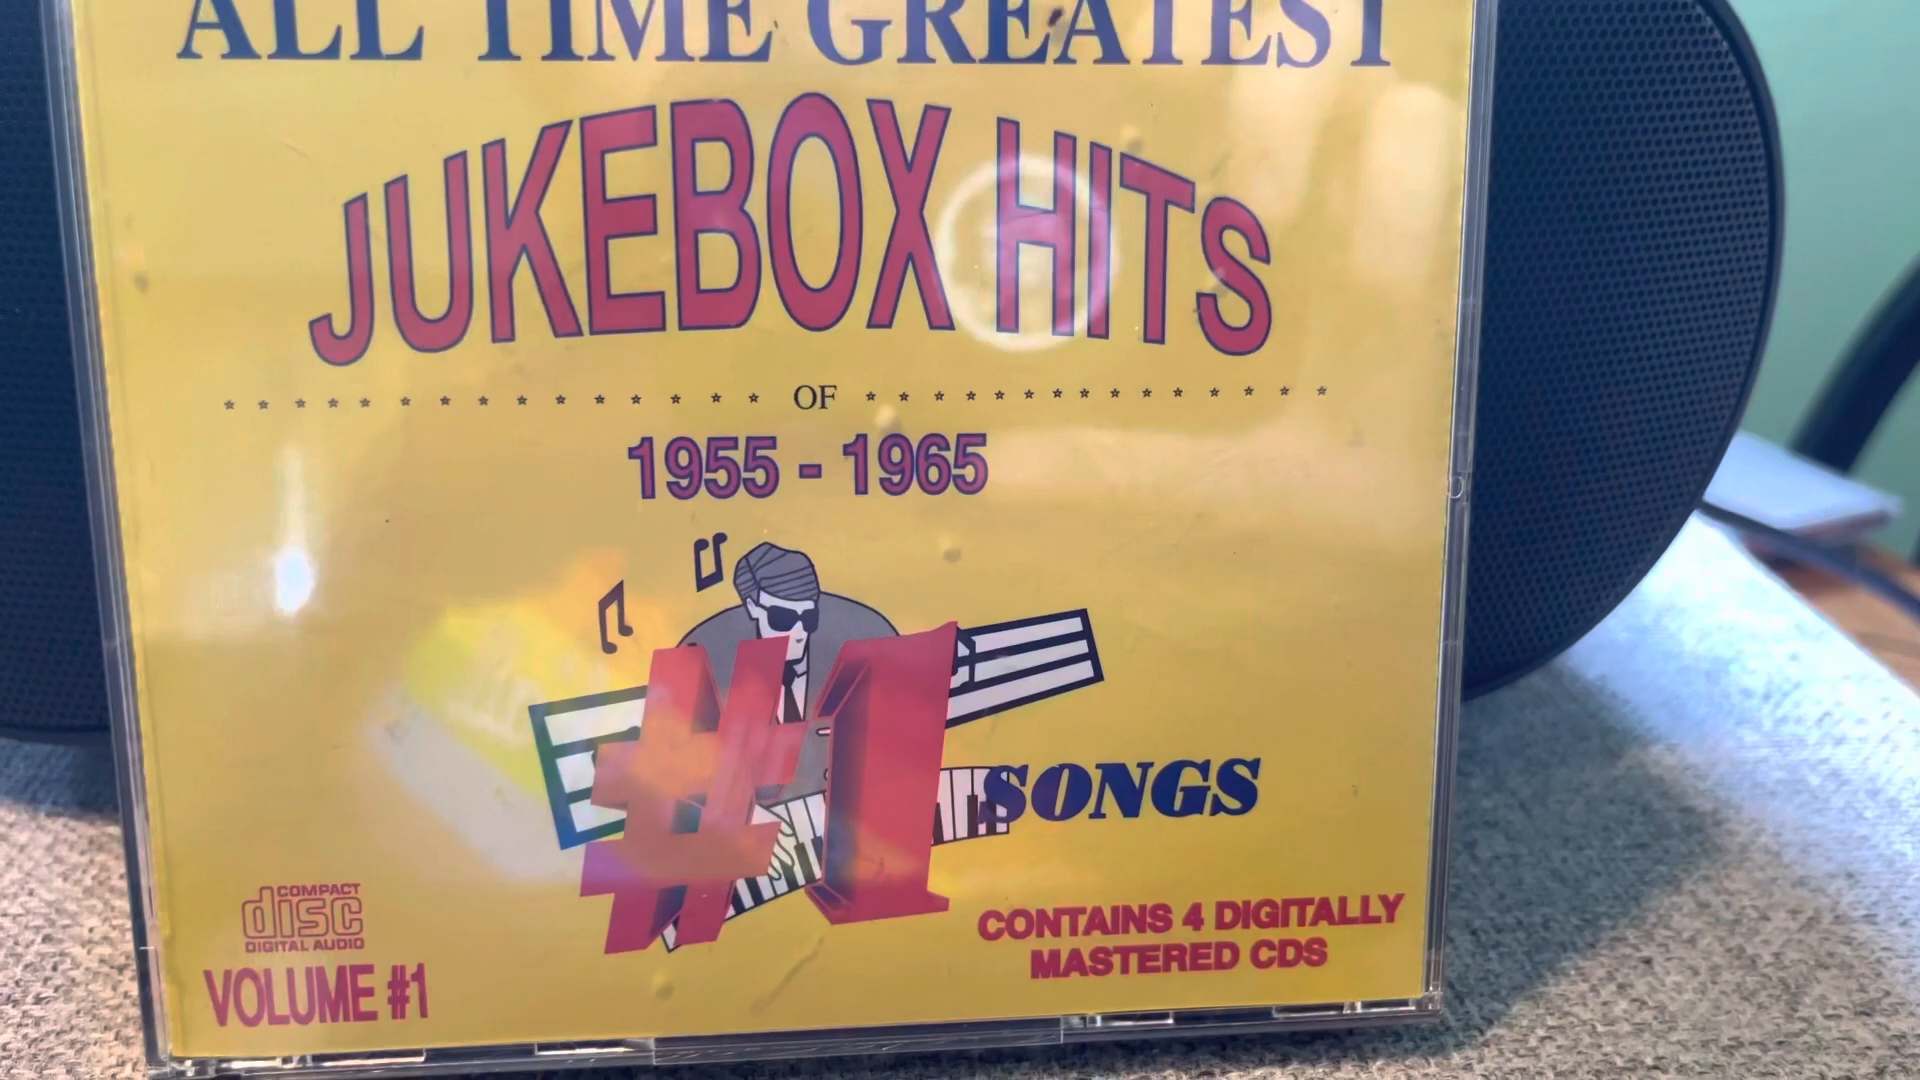 ALL TIME GREATEST
JUKEBOX HITS
OF
1955 - 1965
#1
SONGS
COMPACT
disc
DIGITAL AUDIO
VOLUME #1
CONTAINS 4 DIGITALLY
MASTERED CDS